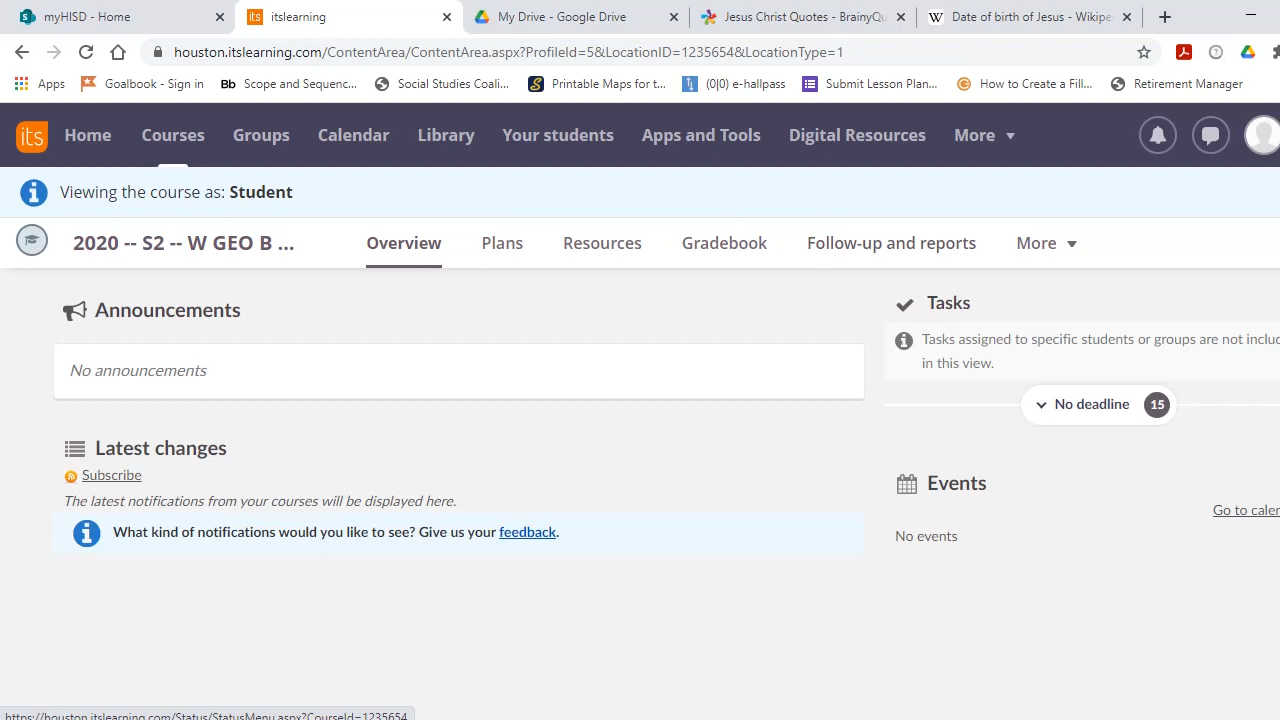 myHISD - Home
itslearning
My Drive - Google Drive
Jesus Christ Quotes - BrainyQu
Date of birth of Jesus - Wikipe
houston.itslearning.com/ContentArea/ContentArea.aspx?ProfileId=5&LocationID=1235654&LocationType=1
Apps
Goalbook - Sign in
Bb Scope and Sequenc...
Social Studies Coali...
Printable Maps for t...
(0|0) e-hallpass
Submit Lesson Plan...
How to Create a Fill...
Retirement Manager
its
Home
Courses
Groups
Calendar
Library
Your students
Apps and Tools
Digital Resources
More
Viewing the course as: Student
2020 -- S2 -- W GEO B ...
Overview
Plans
Resources
Gradebook
Follow-up and reports
More
Announcements
No announcements
Latest changes
Subscribe
The latest notifications from your courses will be displayed here.
What kind of notifications would you like to see? Give us your feedback.
Tasks
Tasks assigned to specific students or groups are not inclu
in this view.
No deadline 15
Events
Go to caler
No events
https://houston.itslearning.com/Status/StatusMenu.aspx?CourseId=1235654